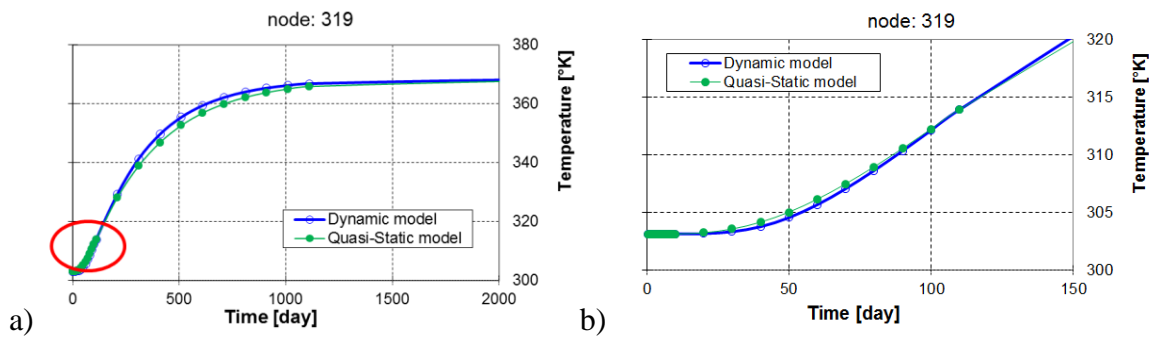 node: 319
380
360
340
320
300
Temperature [°K]
Dynamic model
Quasi-Static model
0
500
1000
1500
2000
Time [day]
a)
node: 319
320
315
310
305
300
Temperature [°K]
Dynamic model
Quasi-Static model
0
50
100
150
Time [day]
b)